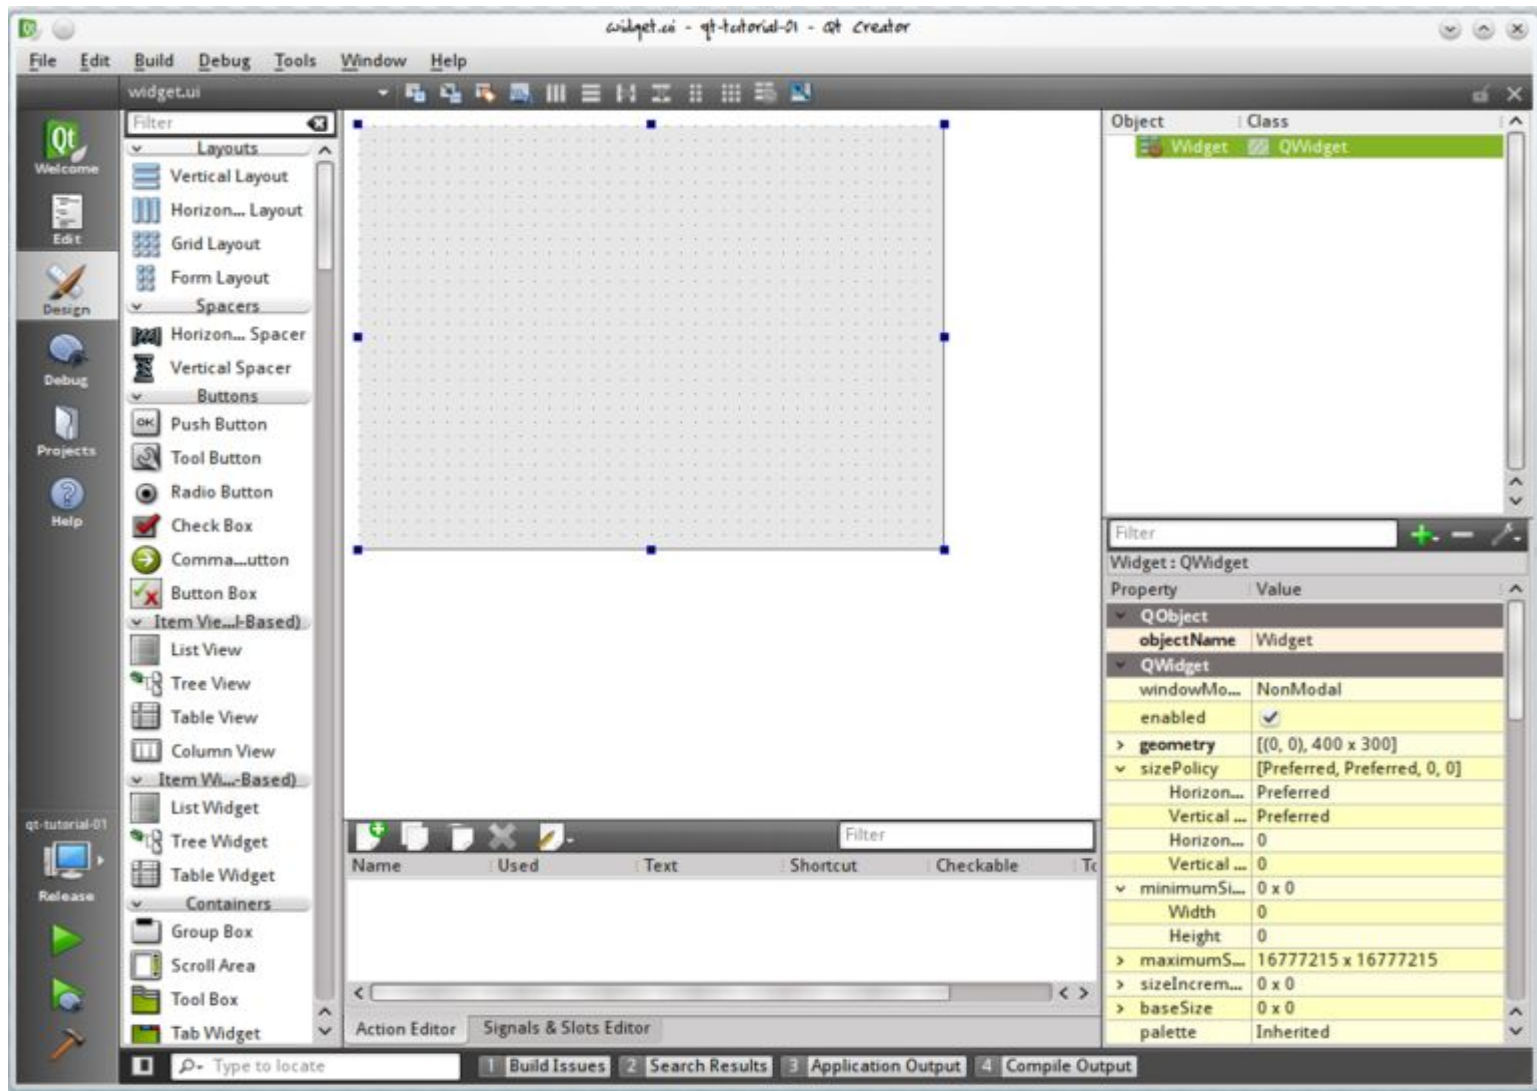 widget.ui - qt-tutorial-01 - Qt Creator
File Edit Build Debug Tools Window Help
widget.ui
Qt
Welcome
Edit
Design
Debug
Projects
Help
qt-tutorial-01
Release
Filter
Layouts
Vertical Layout
Horizon... Layout
Grid Layout
Form Layout
Spacers
Horizon... Spacer
Vertical Spacer
Buttons
OK Push Button
Tool Button
Radio Button
Check Box
Comma...utton
Button Box
Item Vie...l-Based)
List View
Tree View
Table View
Column View
Item Wi...-Based)
List Widget
Tree Widget
Table Widget
Containers
Group Box
Scroll Area
Tool Box
Tab Widget
Filter
Name Used Text Shortcut Checkable To
Action Editor Signals & Slots Editor
Object Class
Widget QWidget
Filter
Widget : QWidget
Property Value
QObject
objectName Widget
QWidget
windowMo... NonModal
enabled
geometry [(0, 0), 400 x 300]
sizePolicy [Preferred, Preferred, 0, 0]
Horizon... Preferred
Vertical ... Preferred
Horizon... 0
Vertical ... 0
minimumSi... 0 x 0
Width 0
Height 0
maximumS... 16777215 x 16777215
sizeIncrem... 0 x 0
baseSize 0 x 0
palette Inherited
Type to locate
1 Build Issues 2 Search Results 3 Application Output 4 Compile Output